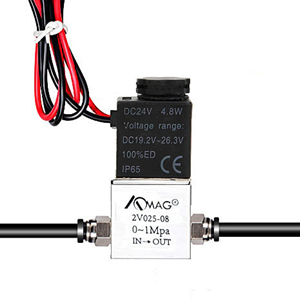 DC24V 4.8W
Voltage range:
DC19.2V~26.3V
100%ED
IP65 CE
MAG®
2V025-08
0~1Mpa
IN→OUT